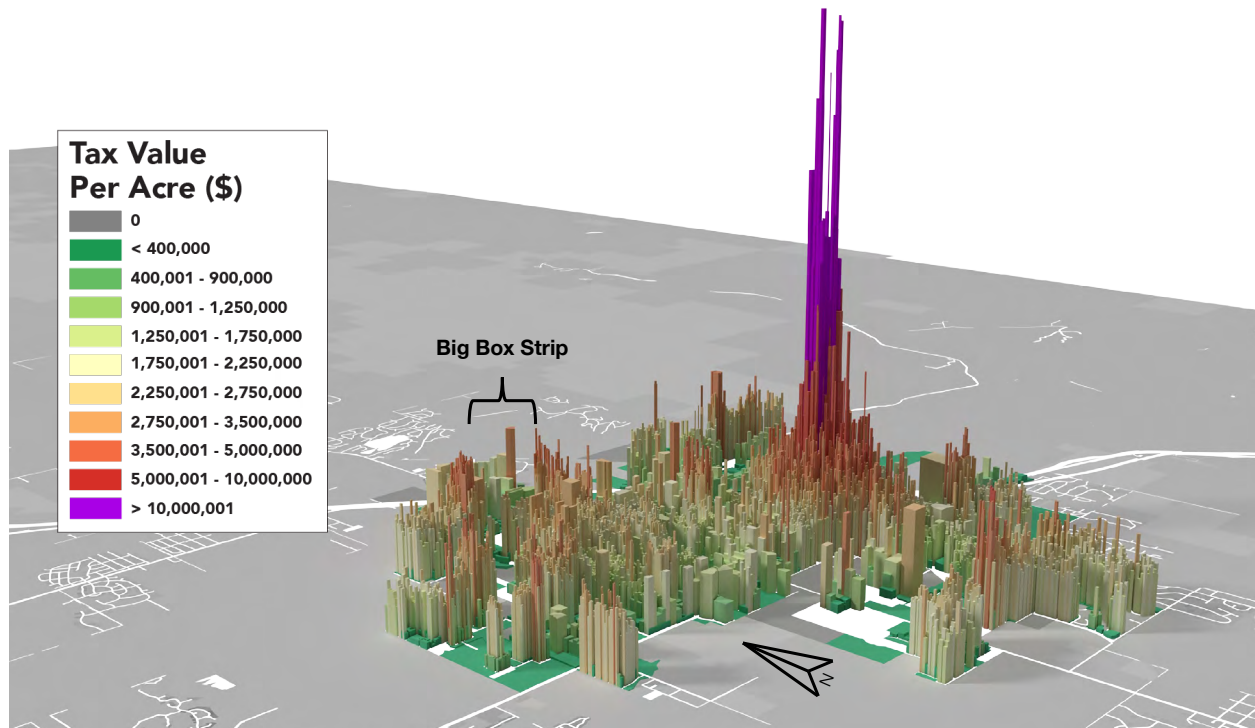 Tax Value
Per Acre ($)
0
< 400,000
400,001 - 900,000
900,001 - 1,250,000
1,250,001 - 1,750,000
1,750,001 - 2,250,000
2,250,001 - 2,750,000
2,750,001 - 3,500,000
3,500,001 - 5,000,000
5,000,001 - 10,000,000
> 10,000,001
Big Box Strip
N